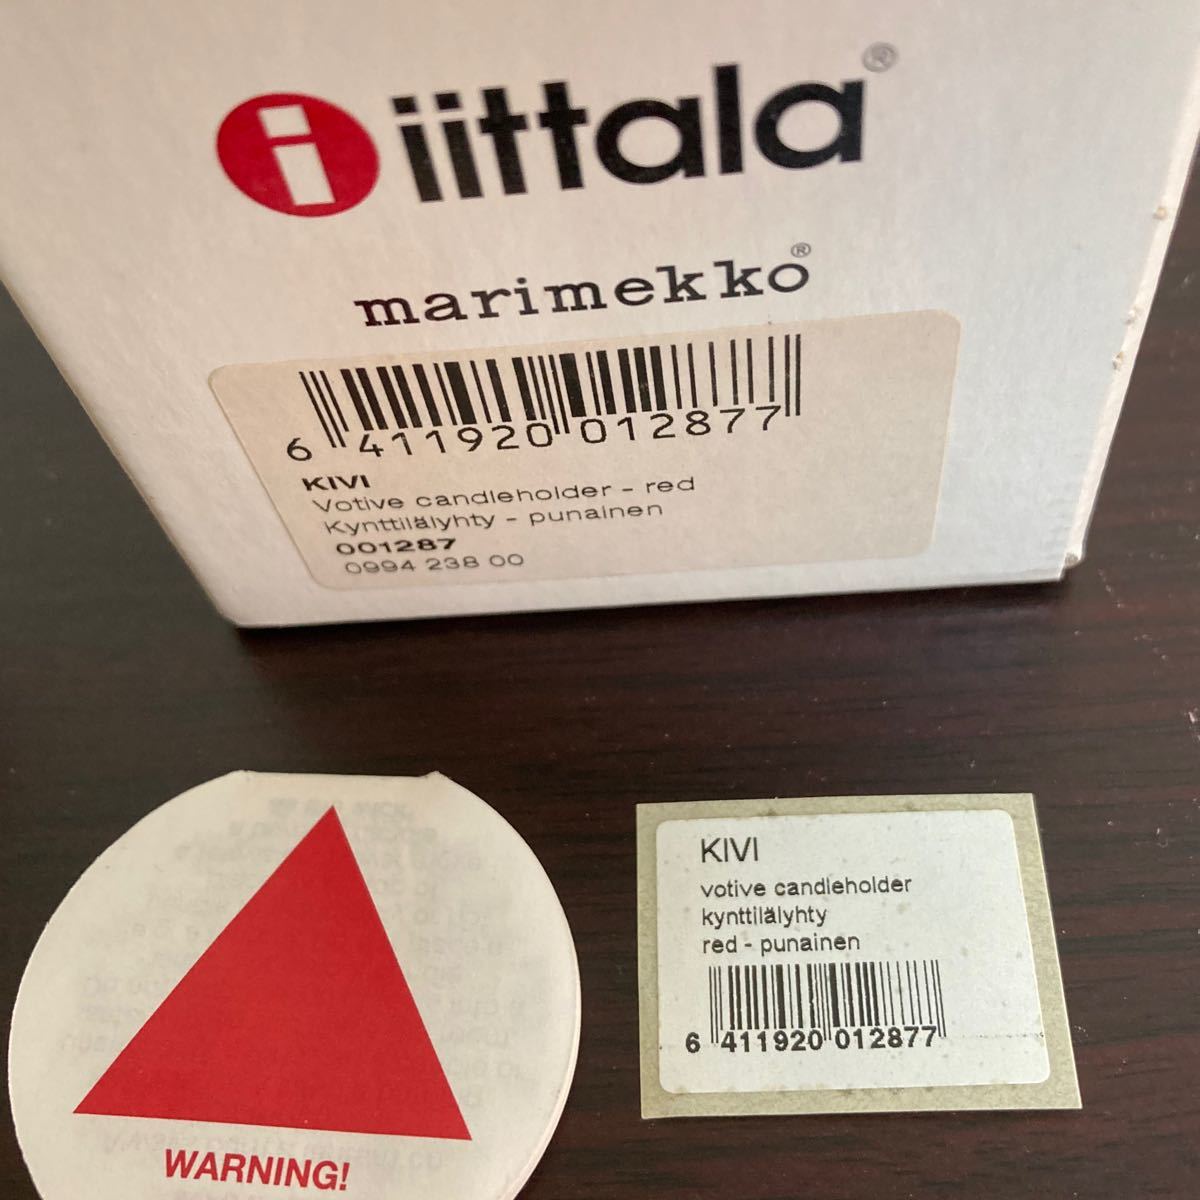 iittala®
marimekko®
6 411920 012877
KIVI
Votive candleholder - red
Kynttilälyhty - punainen
001287
0994 238 00
KIVI
votive candleholder
kynttilälyhty
red - punainen
6 411920 012877
WARNING!